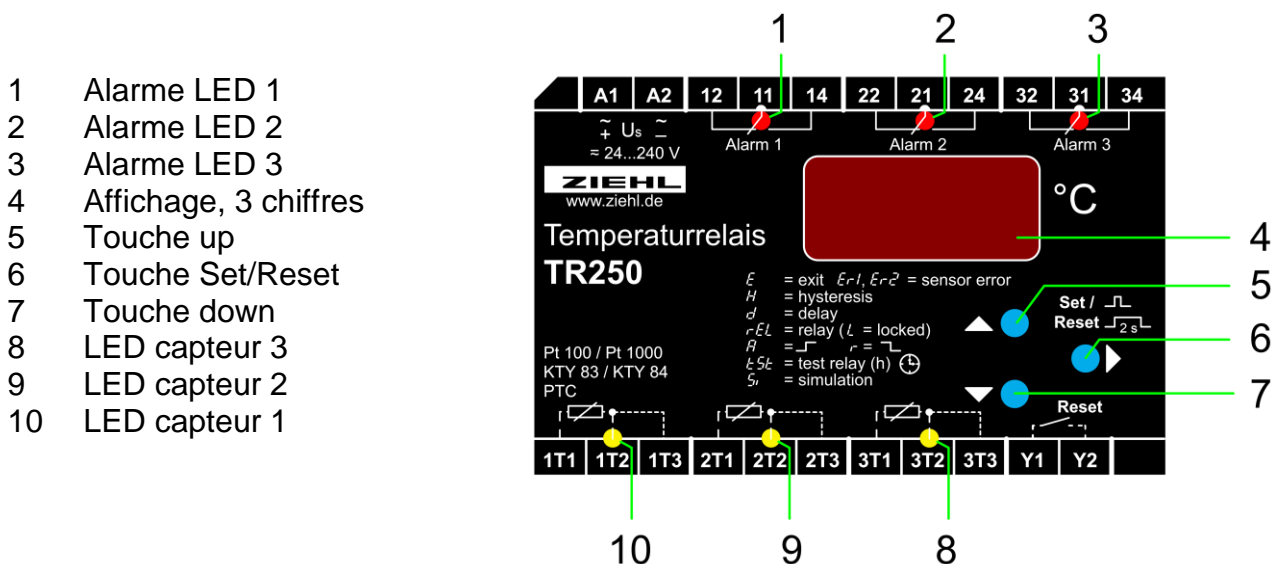 1 Alarme LED 1
2 Alarme LED 2
3 Alarme LED 3
4 Affichage, 3 chiffres
5 Touche up
6 Touche Set/Reset
7 Touche down
8 LED capteur 3
9 LED capteur 2
10 LED capteur 1
1 2 3
A1 A2 12 11 14 22 21 24 32 31 34
~ + Us ~ −
Alarm 1 Alarm 2 Alarm 3
≂ 24...240 V
ZIEHL
www.ziehl.de
°C
4
Temperaturrelais
TR250
E = exit Er1, Er2 = sensor error
H = hysteresis
d = delay
rEL = relay (L = locked)
A = r =
tSt = test relay (h)
Si = simulation
5
Set /
Reset 2 s
6
Pt 100 / Pt 1000
KTY 83 / KTY 84
PTC
7
Reset
1T1 1T2 1T3 2T1 2T2 2T3 3T1 3T2 3T3 Y1 Y2
10 9 8